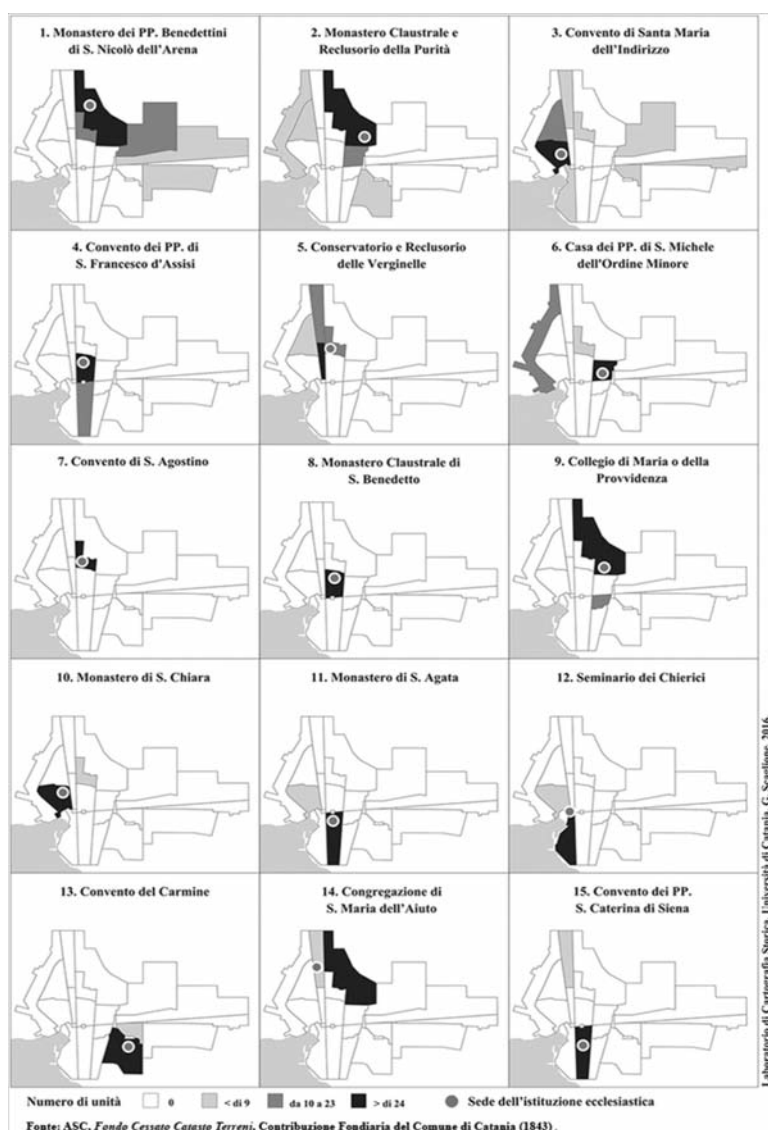 1. Monastero dei PP. Benedettini
di S. Nicolò dell'Arena
2. Monastero Claustrale e
Reclusorio della Purità
3. Convento di Santa Maria
dell'Indirizzo
4. Convento dei PP. di
S. Francesco d'Assisi
5. Conservatorio e Reclusorio
delle Verginelle
6. Casa dei PP. di S. Michele
dell'Ordine Minore
7. Convento di S. Agostino
8. Monastero Claustrale di
S. Benedetto
9. Collegio di Maria o della
Provvidenza
10. Monastero di S. Chiara
11. Monastero di S. Agata
12. Seminario dei Chierici
13. Convento del Carmine
14. Congregazione di
S. Maria dell'Aiuto
15. Convento dei PP.
S. Caterina di Siena
Numero di unità 0 < di 9 da 10 a 23 > di 24 Sede dell'istituzione ecclesiastica
Fonte: ASC, Fondo Cessato Catasto Terreni, Contribuzione Fondiaria del Comune di Catania (1843).
Laboratorio di Cartografia Storica, Università di Catania, G. Scaglione, 2016